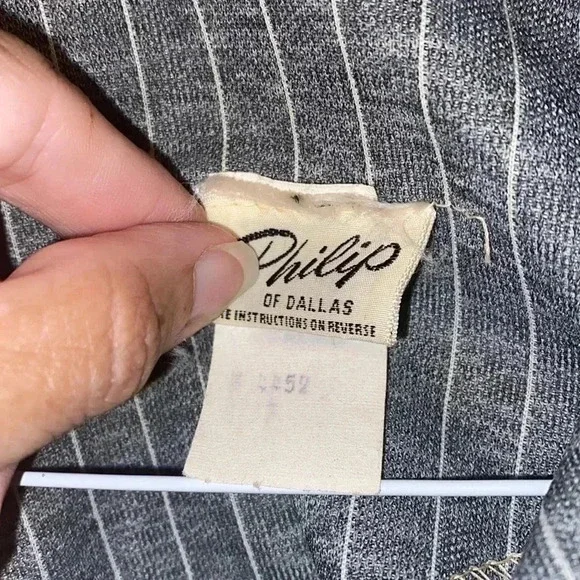 Philip
OF DALLAS
INSTRUCTIONS ON REVERSE